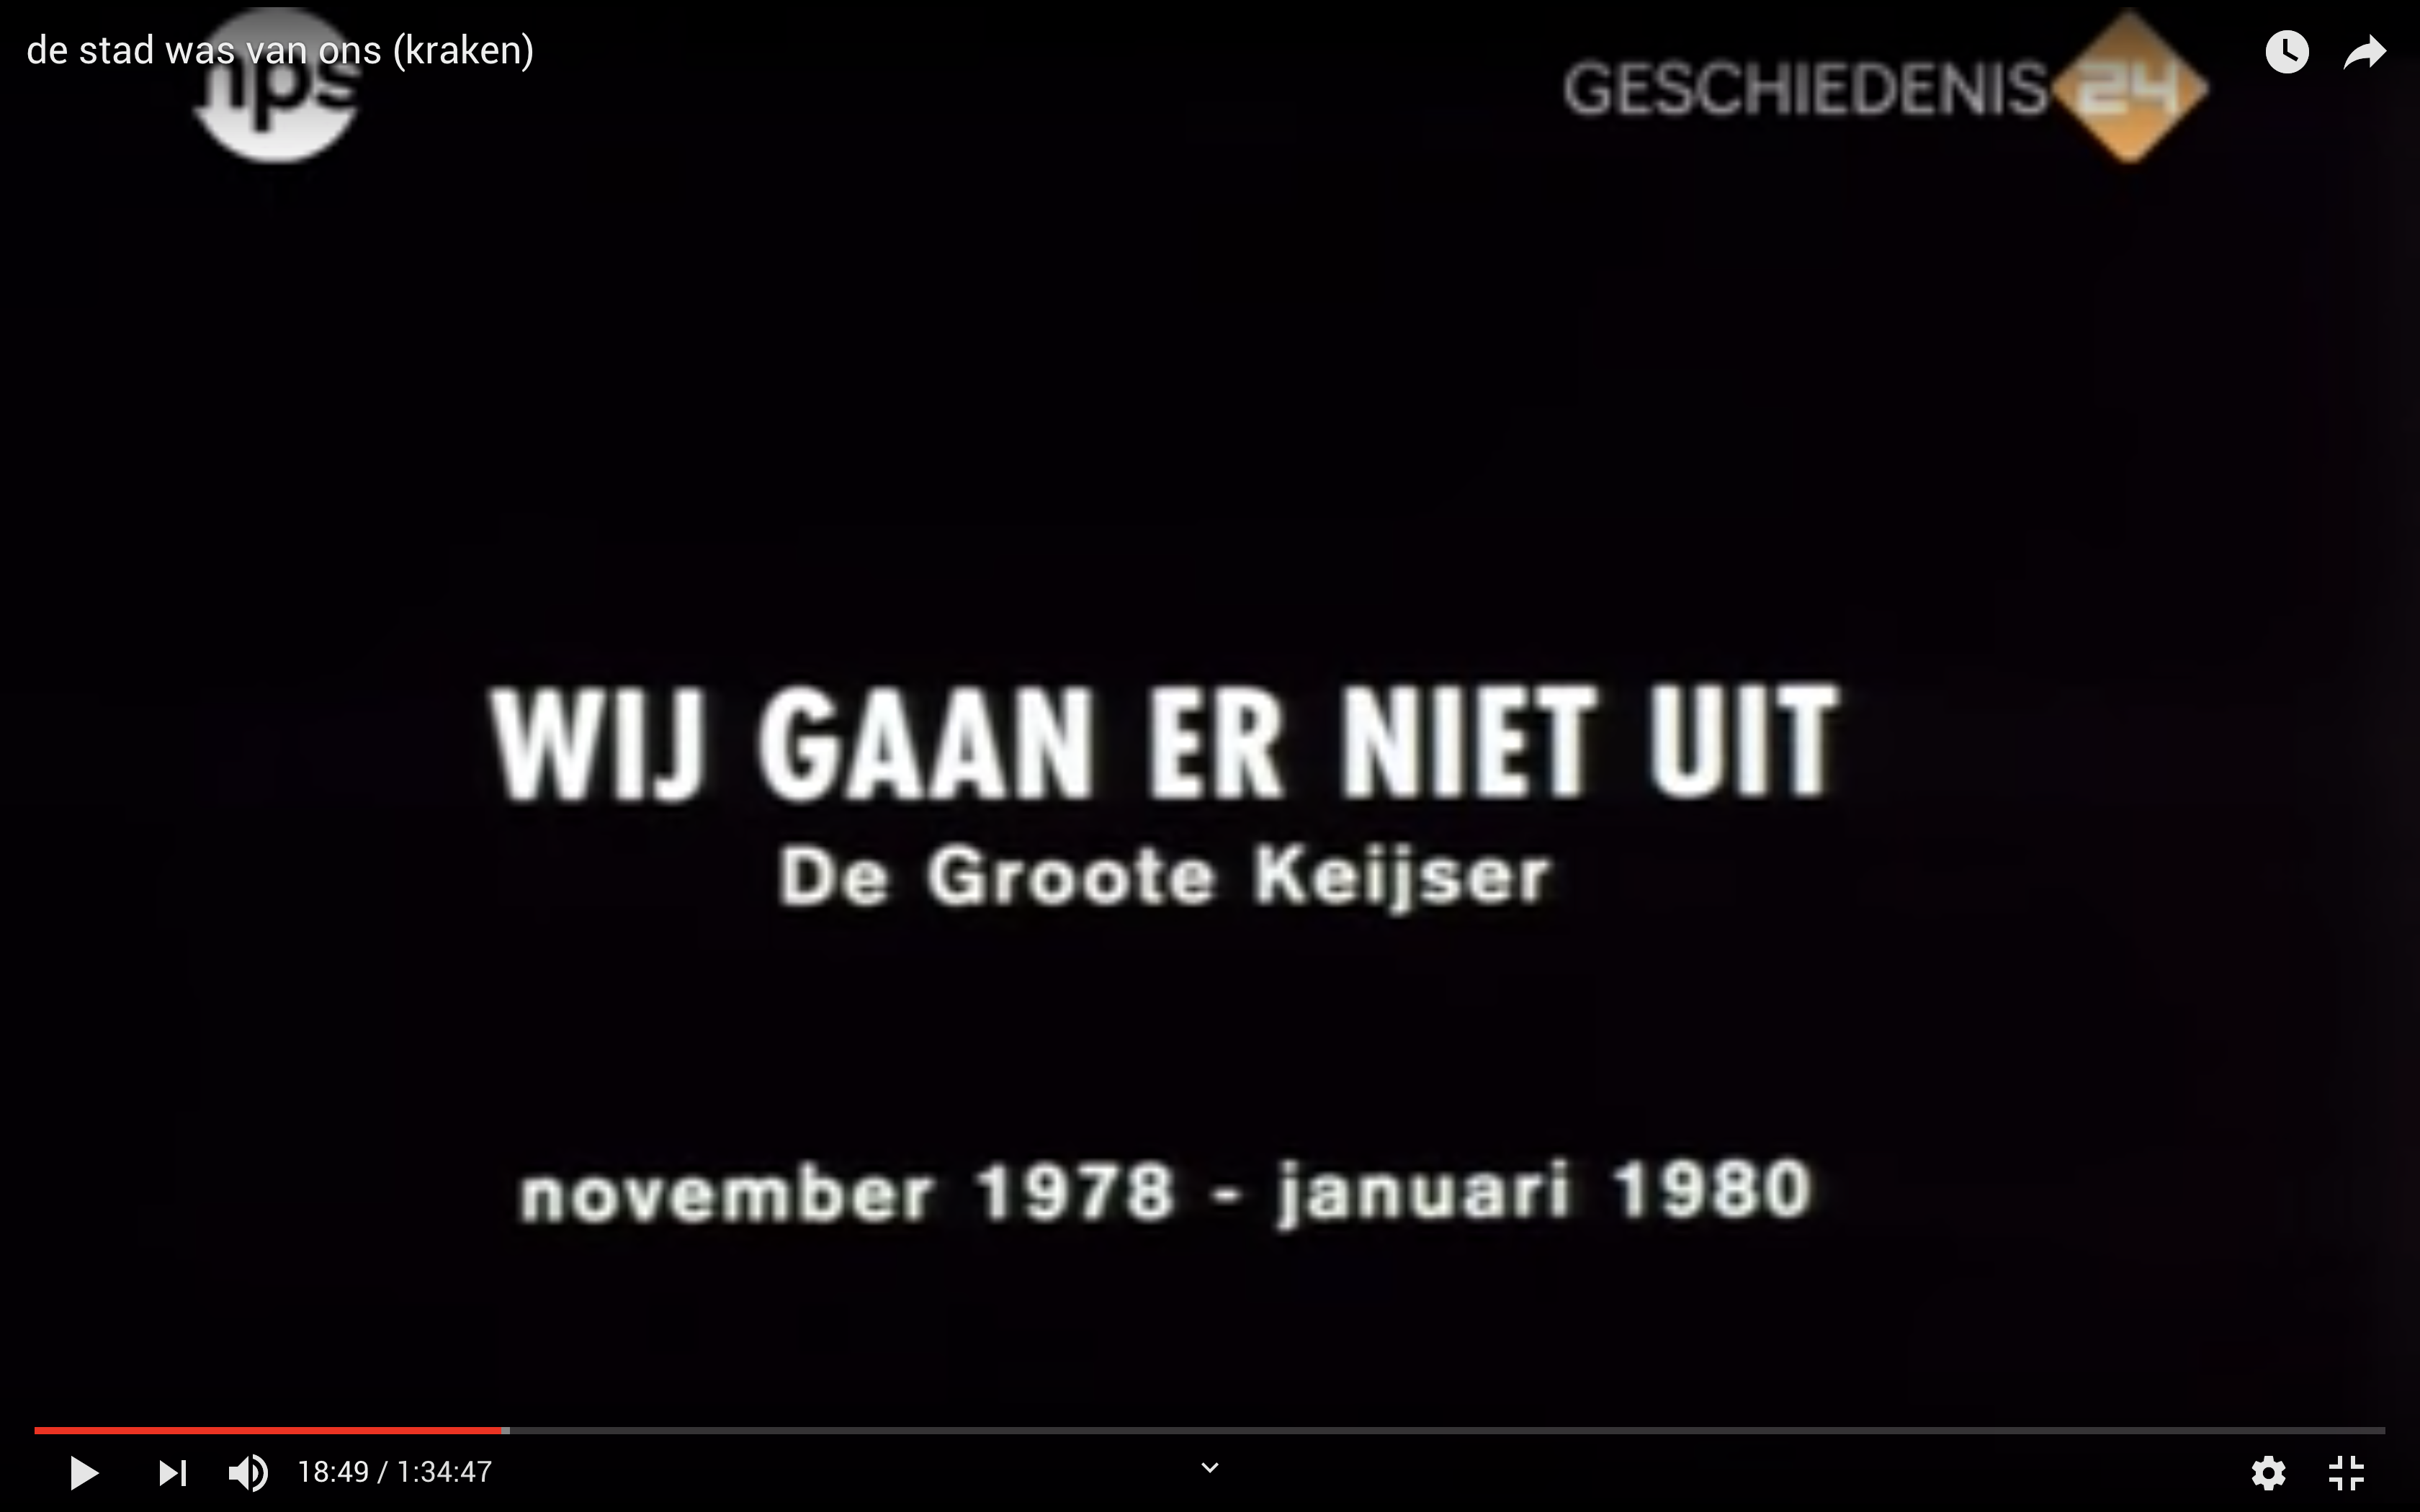 de stad was van ons (kraken)
nps
GESCHIEDENIS 24
WIJ GAAN ER NIET UIT
De Groote Keijser
november 1978 - januari 1980
18:49 / 1:34:47